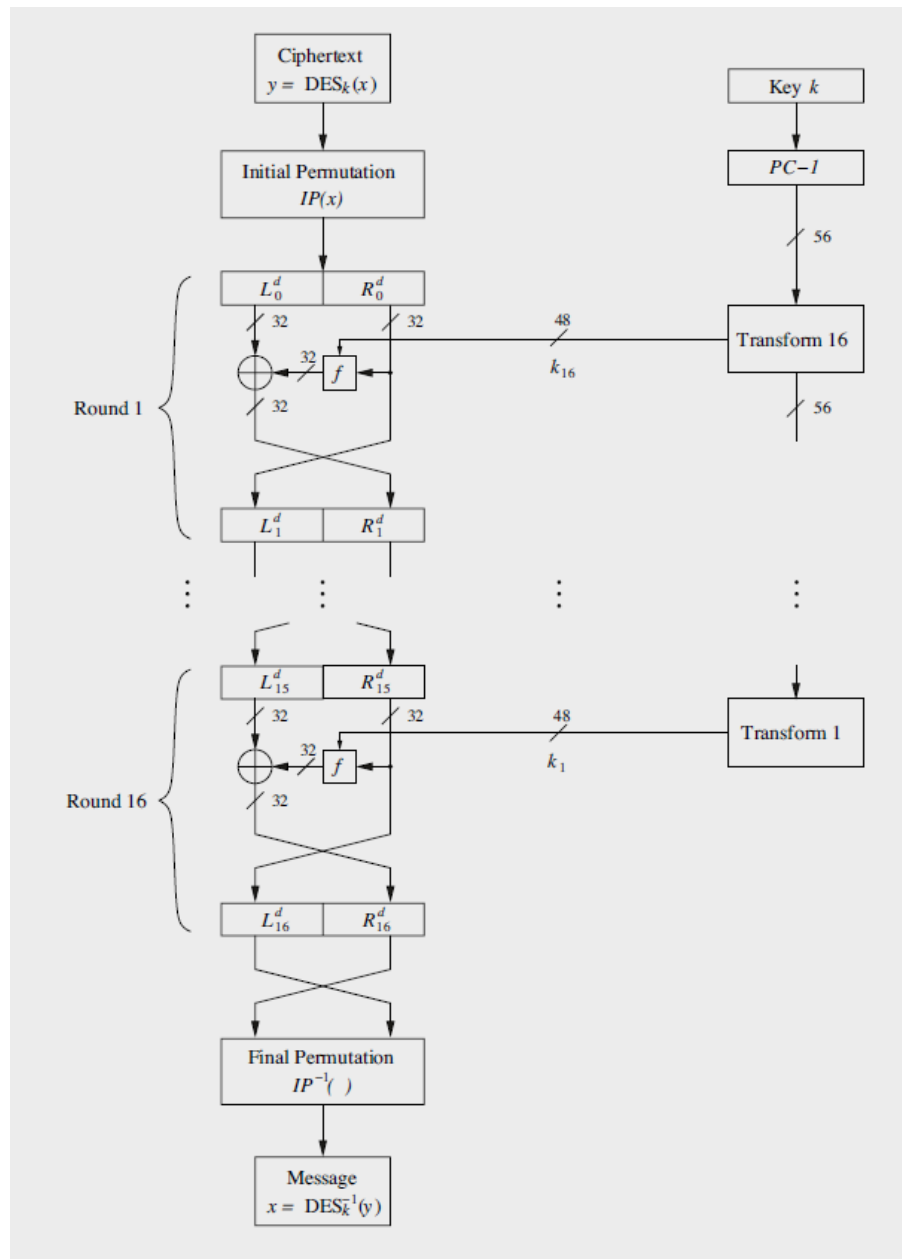 Ciphertext
y = DES_k(x)
Key k
Initial Permutation
IP(x)
PC−1
56
L_0^d R_0^d
32 32 48
Transform 16
32 f
k_16
32
56
Round 1
L_1^d R_1^d
L_15^d R_15^d
32 32 48
Transform 1
32 f
k_1
32
Round 16
L_16^d R_16^d
Final Permutation
IP^−1( )
Message
x = DES_k^−1(y)